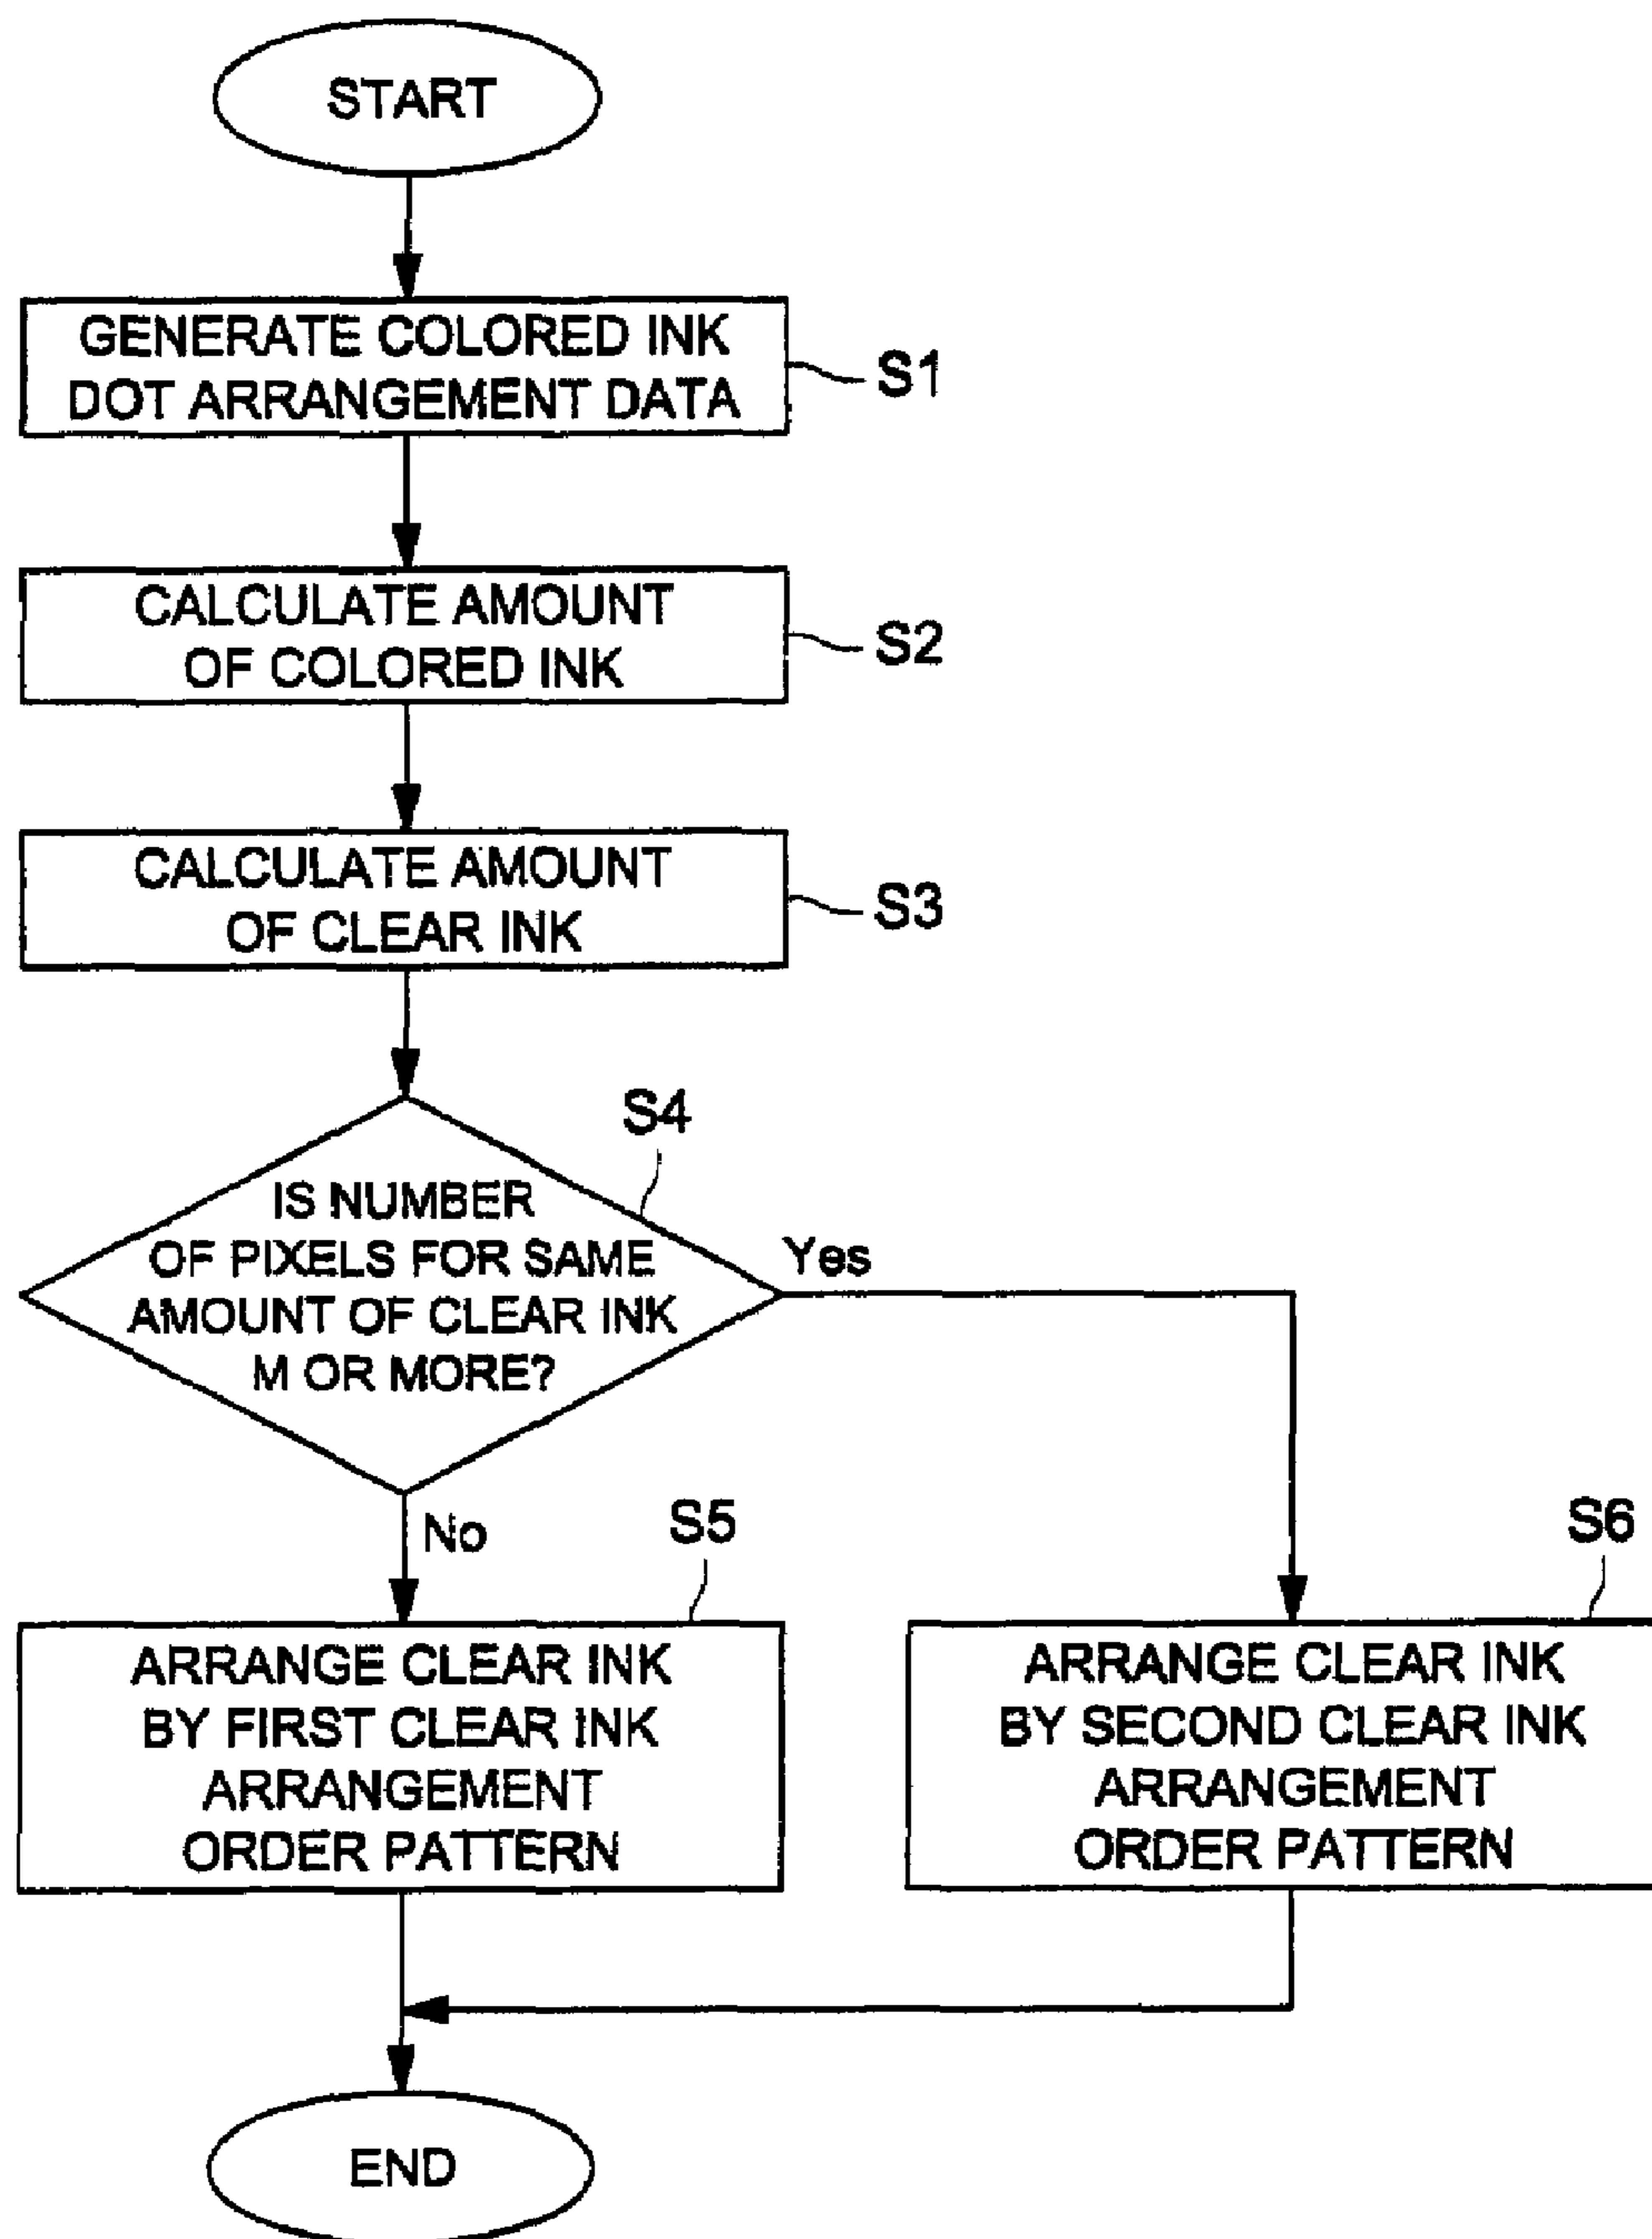 START
GENERATE COLORED INK
DOT ARRANGEMENT DATA
S1
CALCULATE AMOUNT
OF COLORED INK
S2
CALCULATE AMOUNT
OF CLEAR INK
S3
S4
IS NUMBER
OF PIXELS FOR SAME
AMOUNT OF CLEAR INK
M OR MORE?
Yes
No
S5
ARRANGE CLEAR INK
BY FIRST CLEAR INK
ARRANGEMENT
ORDER PATTERN
S6
ARRANGE CLEAR INK
BY SECOND CLEAR INK
ARRANGEMENT
ORDER PATTERN
END